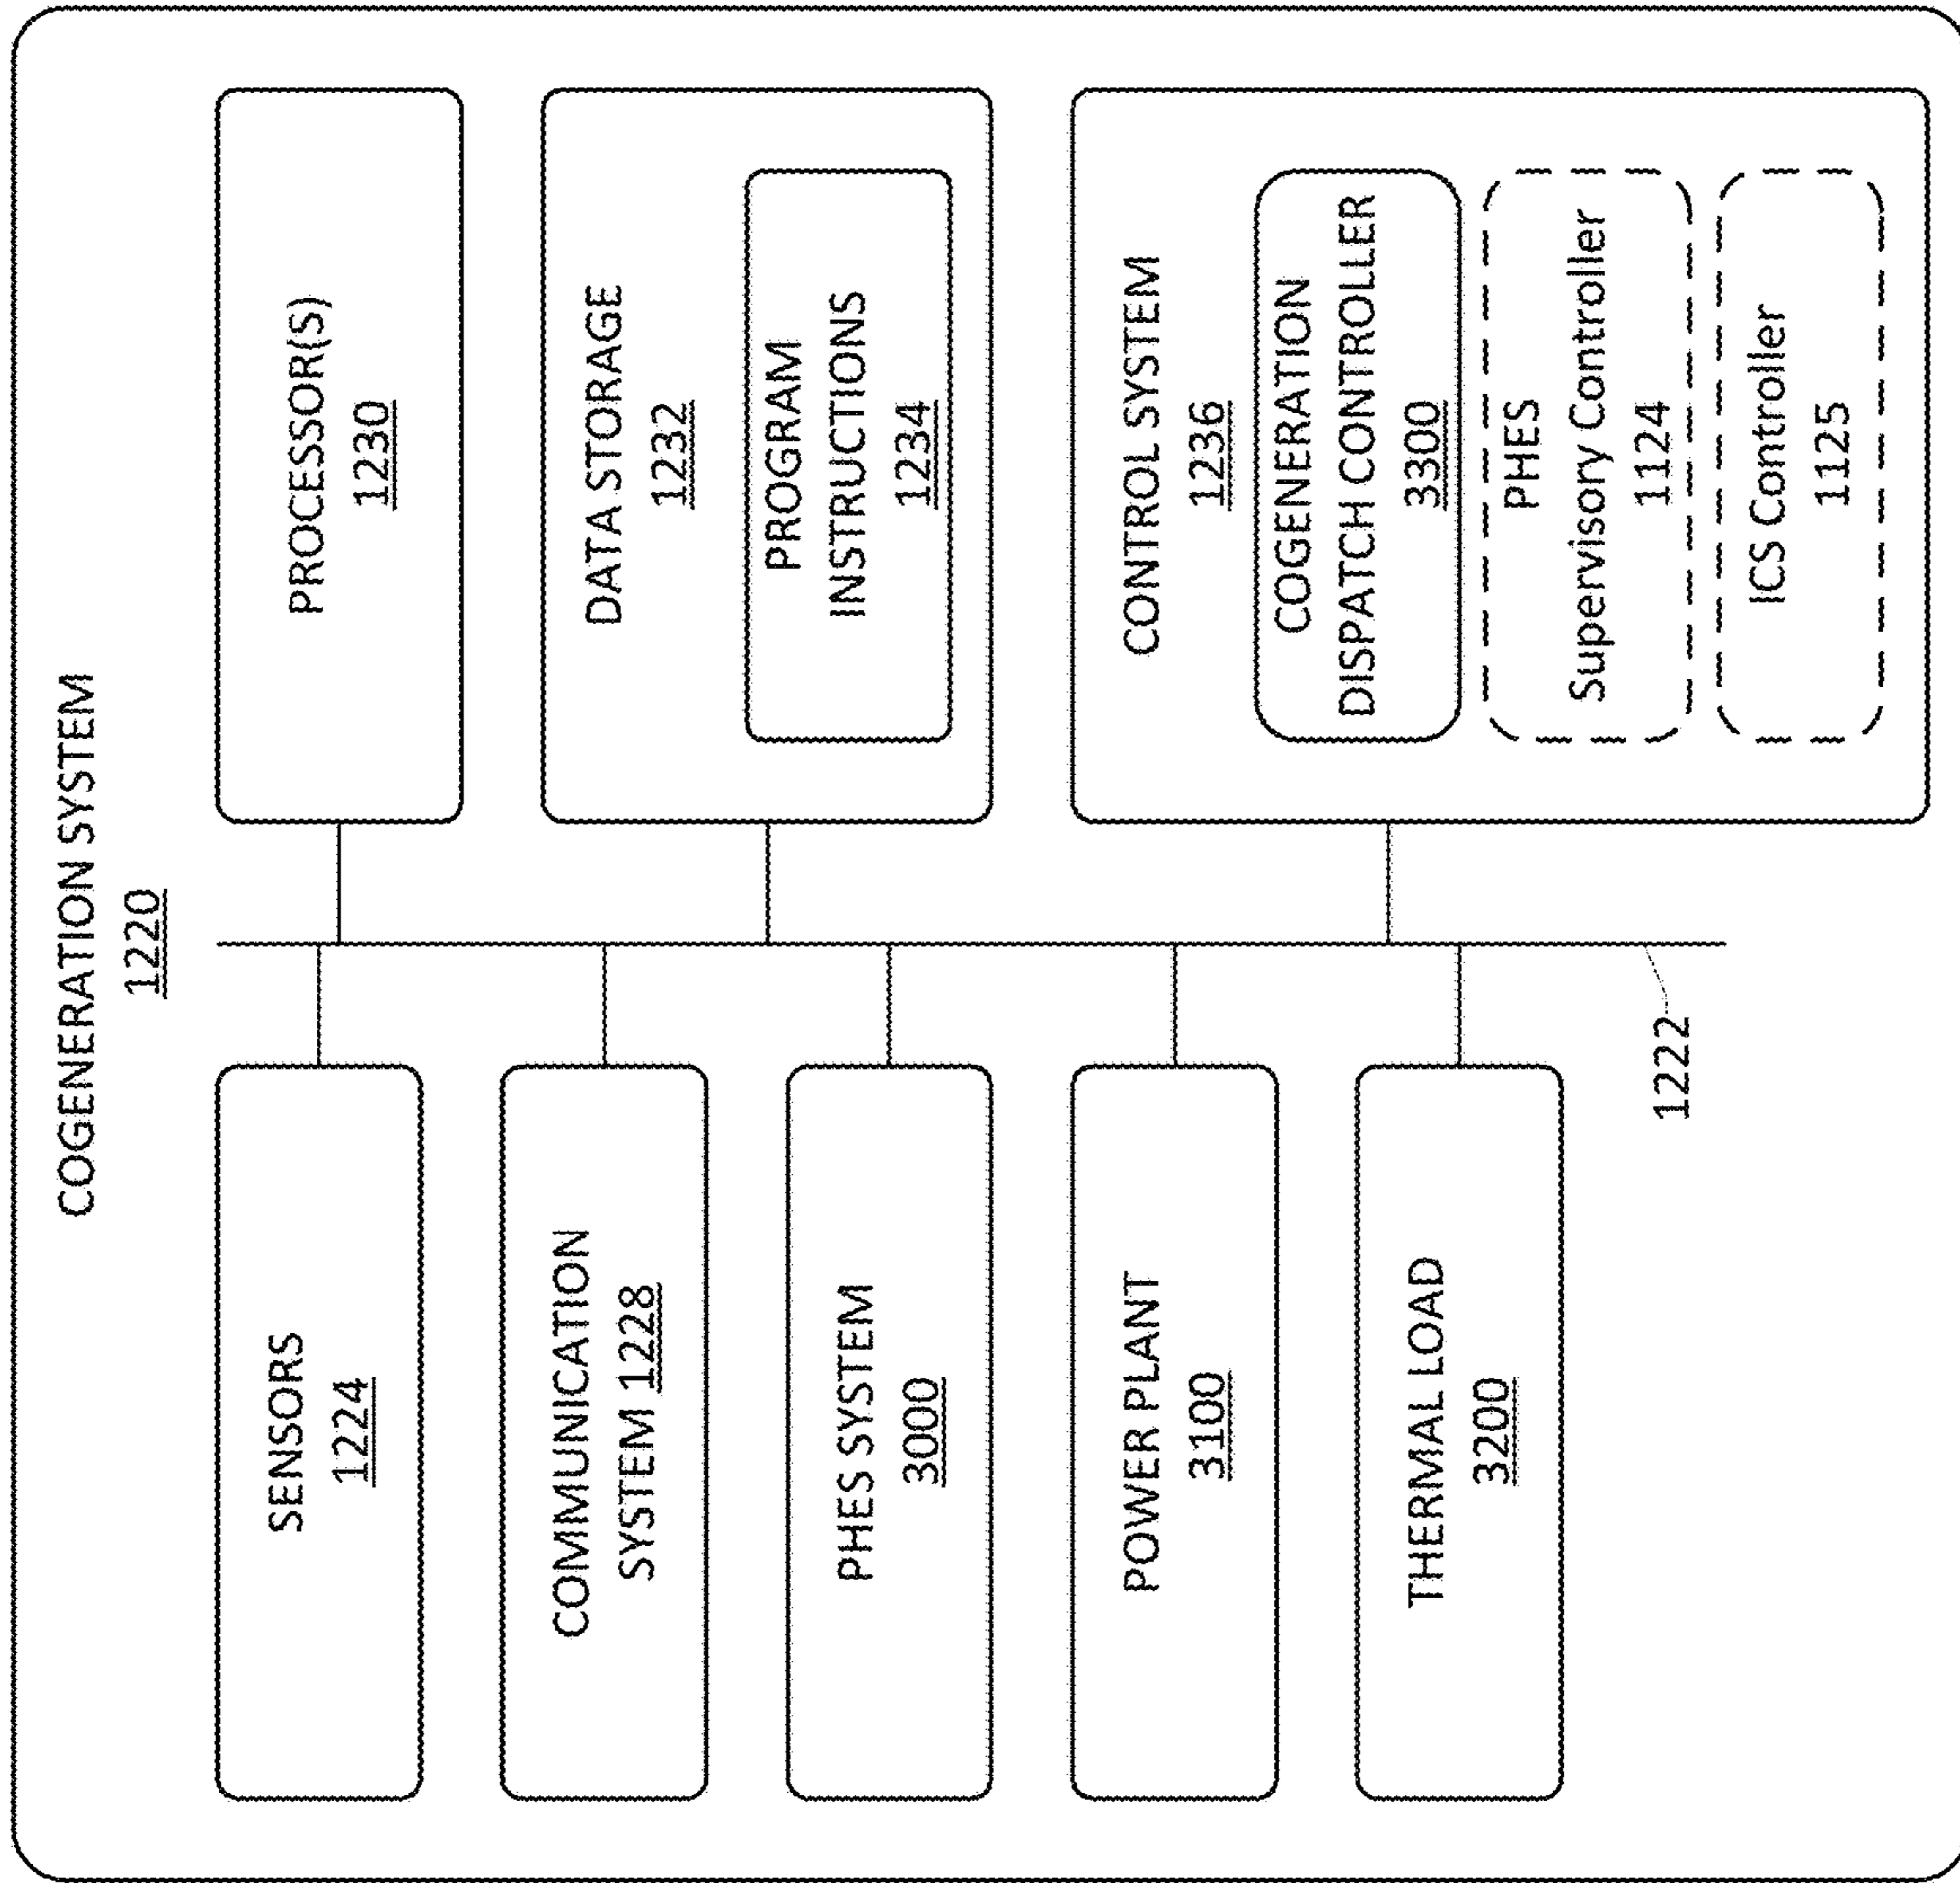 COGENERATION SYSTEM
1220
SENSORS
1224
COMMUNICATION
SYSTEM 1228
PHES SYSTEM
3000
POWER PLANT
3100
THERMAL LOAD
3200
1222
PROCESSOR(S)
1230
DATA STORAGE
1232
PROGRAM
INSTRUCTIONS
1234
CONTROL SYSTEM
1236
COGENERATION
DISPATCH CONTROLLER
3300
PHES
Supervisory Controller
1124
ICS Controller
1125